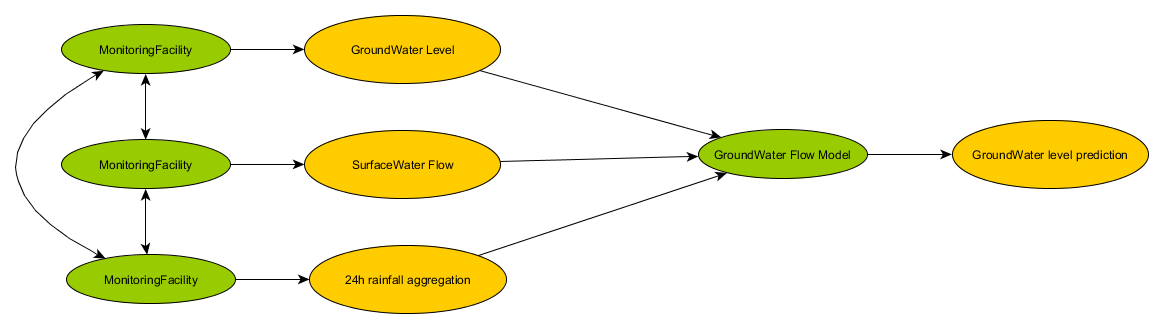 MonitoringFacility
GroundWater Level
MonitoringFacility
SurfaceWater Flow
GroundWater Flow Model
GroundWater level prediction
MonitoringFacility
24h rainfall aggregation